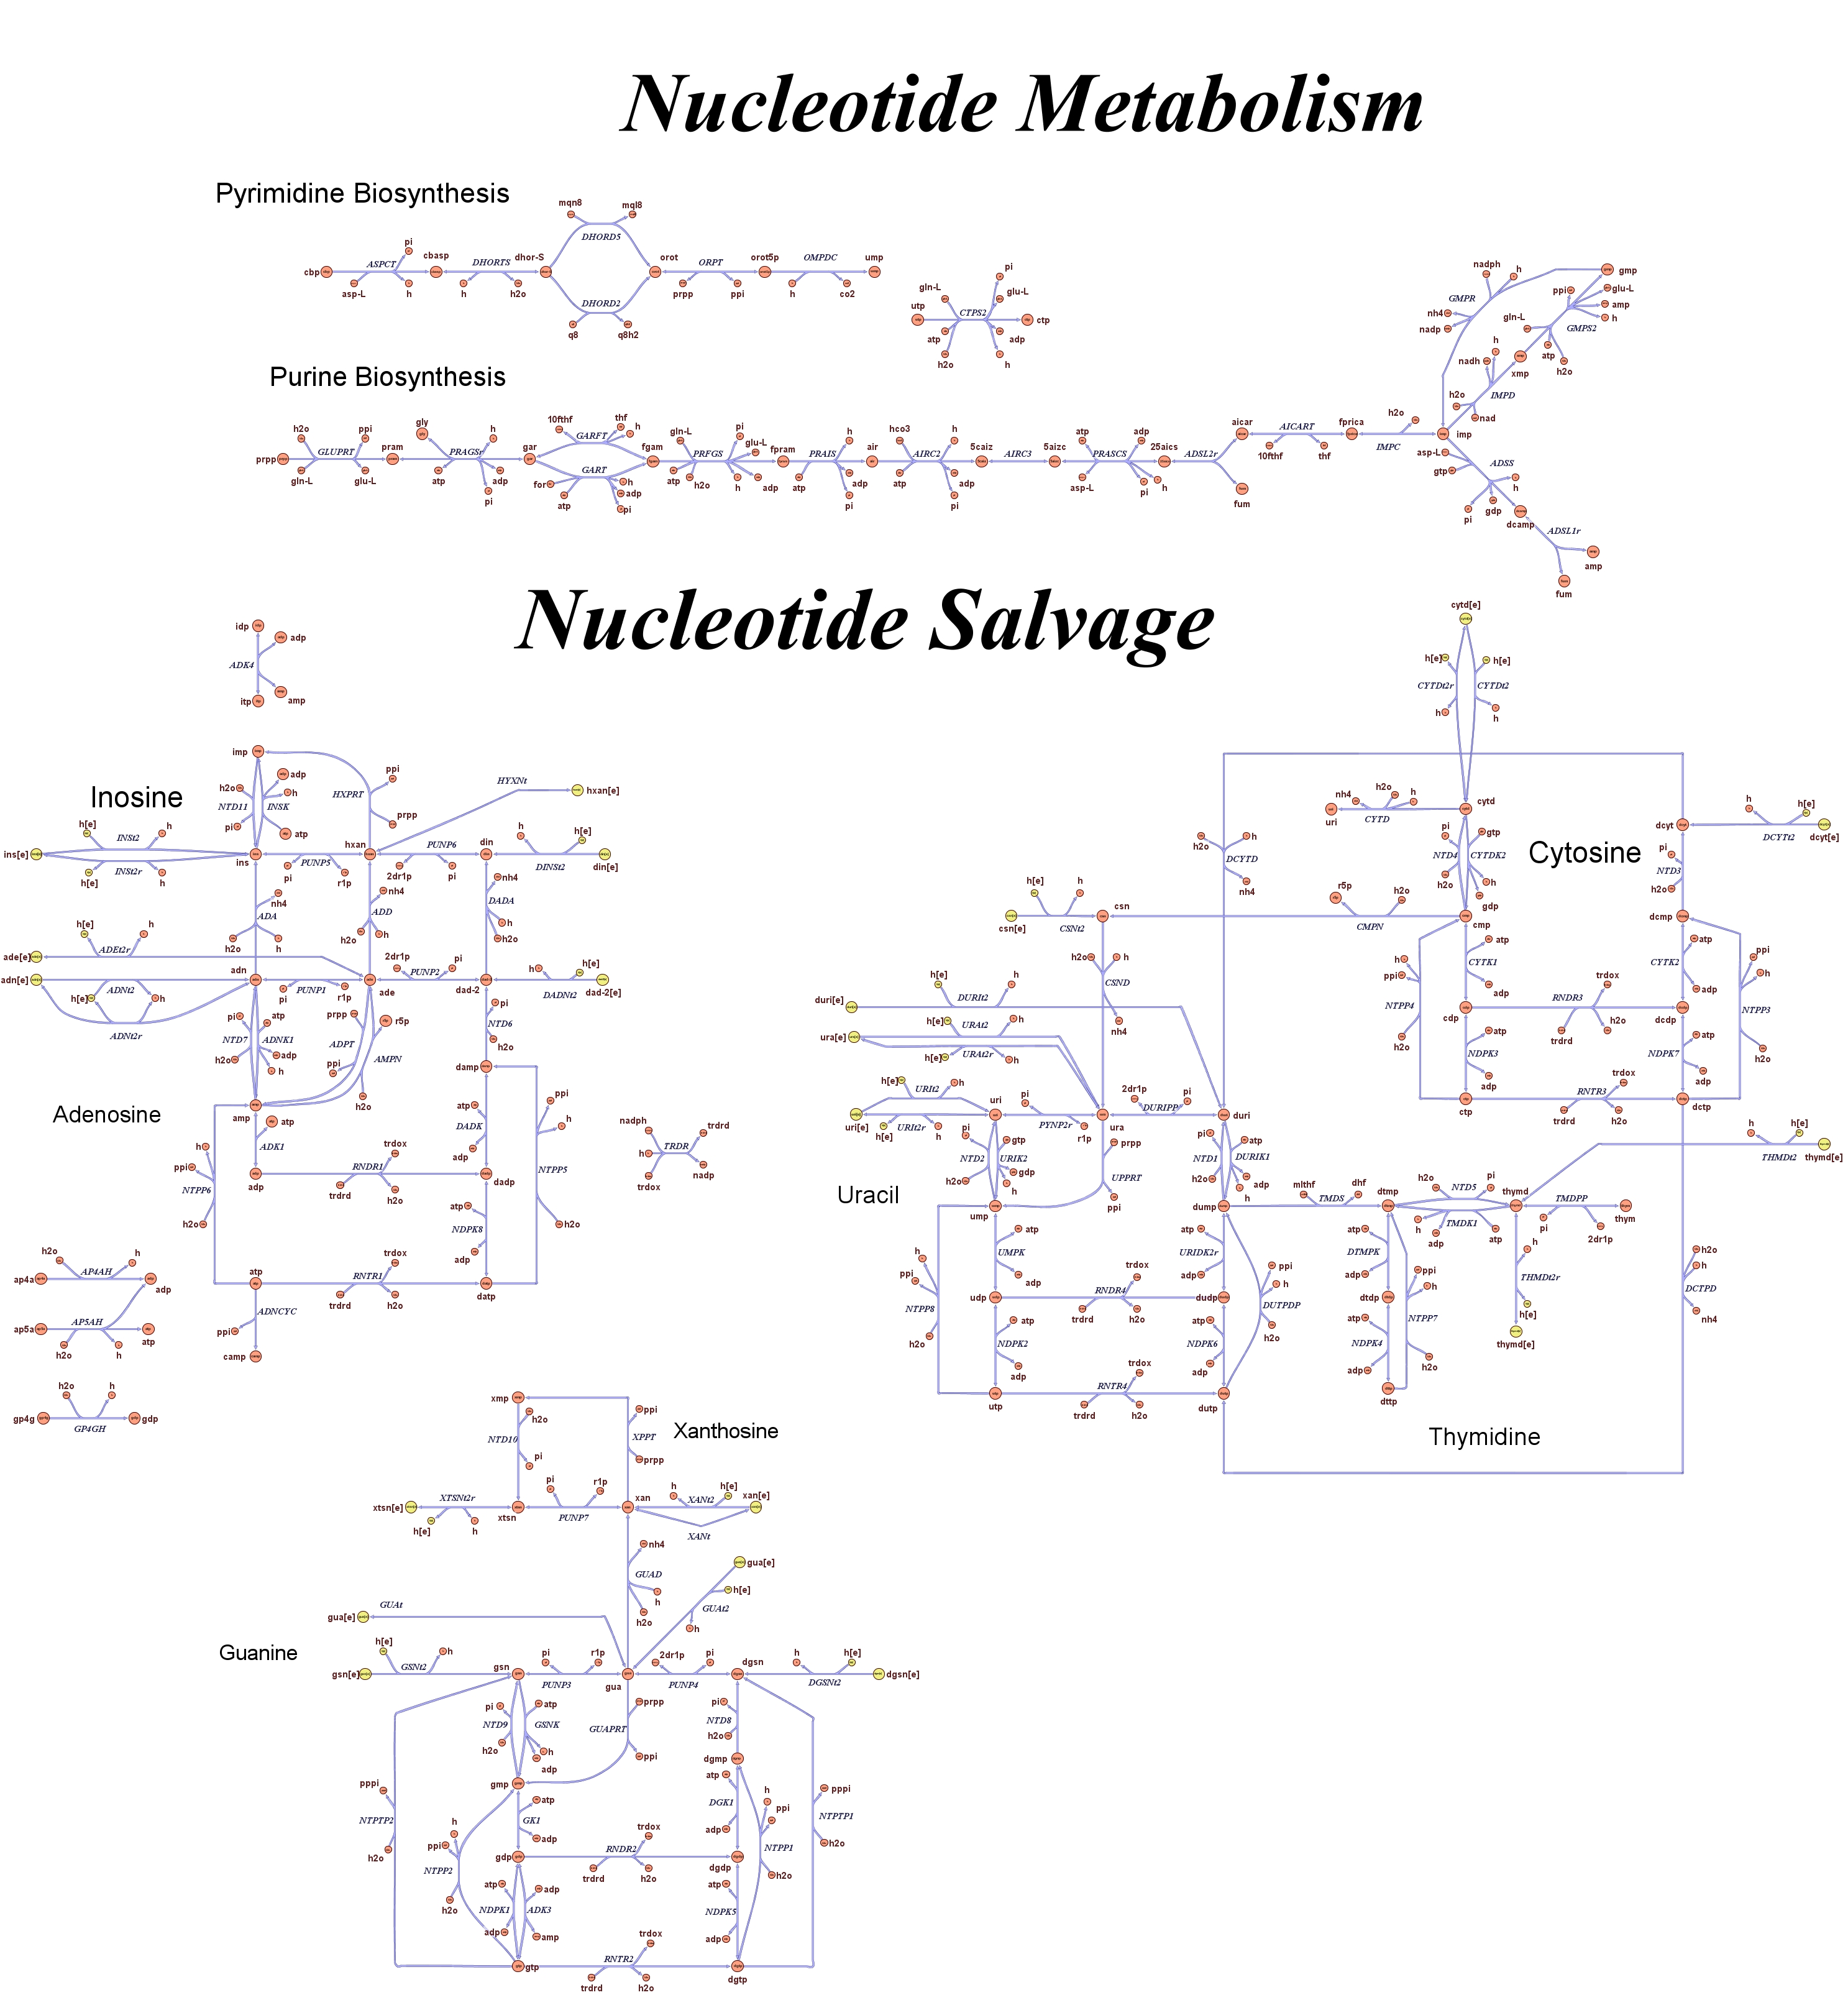 Nucleotide Metabolism
Pyrimidine Biosynthesis
mqn8 mql8
DHORD5
pi
cbp ASPCT cbasp DHORTS dhor-S orot ORPT orot5p OMPDC ump
asp-L h h h2o prpp ppi h co2
DHORD2
q8 q8h2
pi
gln-L glu-L
utp CTPS2 ctp
atp adp
h2o h
nadph h gmp
GMPR ppi glu-L
nh4 amp
nadp gln-L h
GMPS2
h atp
nadh h2o
xmp
h2o IMPD
nad
Purine Biosynthesis
h2o ppi gly h 10fthf thf h gln-L pi glu-L h hco3 h atp adp aicar h2o
GARFT
prpp GLUPRT pram PRAGSr gar fgam PRFGS fpram PRAIS air AIRC2 5caiz AIRC3 5aizc PRASCS 25aics ADSL2r AICART fprica IMPC imp
GART
gln-L glu-L atp adp pi for atp h adp pi atp h2o h adp atp adp pi atp adp pi asp-L pi h fum 10fthf thf
asp-L
gtp ADSS
h
pi gdp
dcamp ADSL1r
amp
fum
Nucleotide Salvage
idp adp
ADK4
itp amp
cytd[e]
h[e] h[e]
CYTDt2r CYTDt2
h h
Inosine
imp ppi
h2o adp HYXNt hxan[e]
NTD11 INSK h HXPRT
pi atp prpp
h[e] INSt2 h
ins[e] ins PUNP5 hxan PUNP6 din DINSt2 din[e]
h[e] INSt2r h pi r1p 2dr1p pi h h[e]
nh4 nh4 nh4
ADA ADD DADA
h2o h h2o h h h2o
h[e] ADEt2r h
ade[e]
adn[e] ADNt2 adn PUNP1 ade PUNP2 dad-2 DADNt2 dad-2[e]
h[e] h pi r1p 2dr1p pi h h[e]
ADNt2r
pi atp prpp r5p pi
NTD7 ADNK1 ADPT AMPN NTD6
h2o adp h ppi h2o h2o
damp
Adenosine
amp atp ppi
ADK1 DADK h
adp
h trdox
ppi adp RNDR1 dadp NTPP5
NTPP6 trdrd h2o
h2o atp h2o
NDPK8
adp
trdox
atp RNTR1 datp
trdrd h2o
ADNCYC
ppi
camp
nadph trdrd
h TRDR
trdox nadp
h2o AP4AH h
ap4a adp
ap5a AP5AH atp
h2o h
h2o h
gp4g GP4GH gdp
Cytosine
nh4 h2o h cytd
uri CYTD
pi gtp
NTD4 CYTDK2
h2o h
gdp
dcyt DCYTt2 dcyt[e]
h h[e]
pi
NTD3
h2o
h2o h
DCYTD
nh4
h[e] h
csn[e] CSNt2 csn CMPN cmp dcmp
r5p h2o
h atp atp ppi
ppi CYTK1 CYTK2 h
NTPP4 adp adp NTPP3
cdp RNDR3 dcdp
trdox
h2o trdrd h2o h2o
atp atp
NDPK3 NDPK7
adp adp
ctp RNTR3 dctp
trdox
trdrd h2o
h2o h
CSND
nh4
duri[e] h[e] DURIt2 h
ura[e] h[e] URAt2 h
h[e] URAt2r h
h[e] URIt2 h
uri[e] uri PYNP2r ura DURIPP duri
h[e] URIt2r h pi r1p 2dr1p pi
Uracil
pi gtp prpp pi atp
NTD2 URIK2 UPPRT NTD1 DURIK1
h2o gdp h ppi h2o adp h
ump dump TMDS dtmp NTD5 thymd TMDPP thym
mlthf dhf h2o pi
h adp TMDK1 atp pi 2dr1p
h h[e]
THMDt2 thymd[e]
h
THMDt2r
h[e]
thymd[e]
h atp atp ppi
ppi UMPK URIDK2r h
NTPP8 adp adp DUTPDP
h2o h2o
udp RNDR4 dudp
trdox
trdrd h2o
atp atp
NDPK2 NDPK6
adp adp
utp RNTR4 dutp
trdox
trdrd h2o
atp ppi
DTMPK h
adp
dtdp NTPP7
atp
NDPK4
adp h2o
dttp
h2o
h
DCTPD
nh4
Thymidine
Xanthosine
xmp ppi
h2o
NTD10 XPPT
pi prpp
xtsn[e] XTSNt2r xtsn PUNP7 xan XANt2 xan[e]
h[e] h pi r1p h h[e]
XANt
nh4
GUAD
h
h2o
gua[e]
h[e]
GUAt2
h
GUAt
gua[e]
Guanine
h[e] h pi r1p 2dr1p pi h h[e]
gsn[e] GSNt2 gsn PUNP3 gua PUNP4 dgsn DGSNt2 dgsn[e]
pi atp prpp pi
NTD9 GSNK GUAPRT NTD8
h2o h adp ppi h2o
gmp dgmp
pppi atp atp h ppi pppi
NTPTP2 GK1 DGK1 NTPTP1
h2o h ppi adp adp NTPP1 h2o
NTPP2 gdp RNDR2 dgdp
trdox
trdrd h2o h2o
h2o
atp adp atp
NDPK1 ADK3 NDPK5
adp amp adp
gtp RNTR2 dgtp
trdox
trdrd h2o